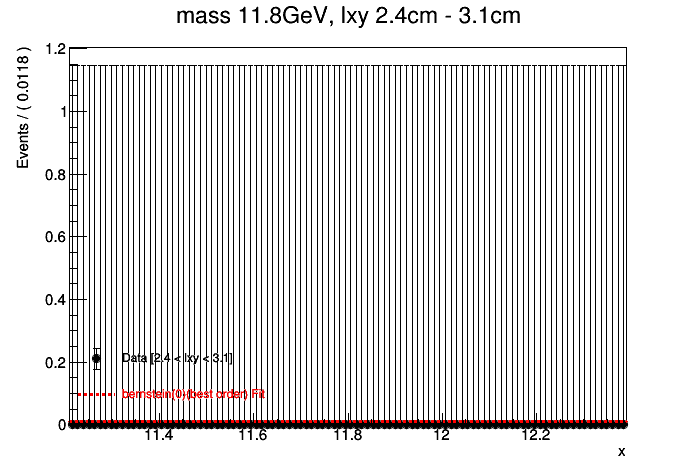 mass 11.8GeV, lxy 2.4cm - 3.1cm
Events / ( 0.0118 )
1.2
1
0.8
0.6
0.4
0.2
0
Data [2.4 < lxy < 3.1]
bernstein(0)(best order) Fit
11.4 11.6 11.8 12 12.2
x